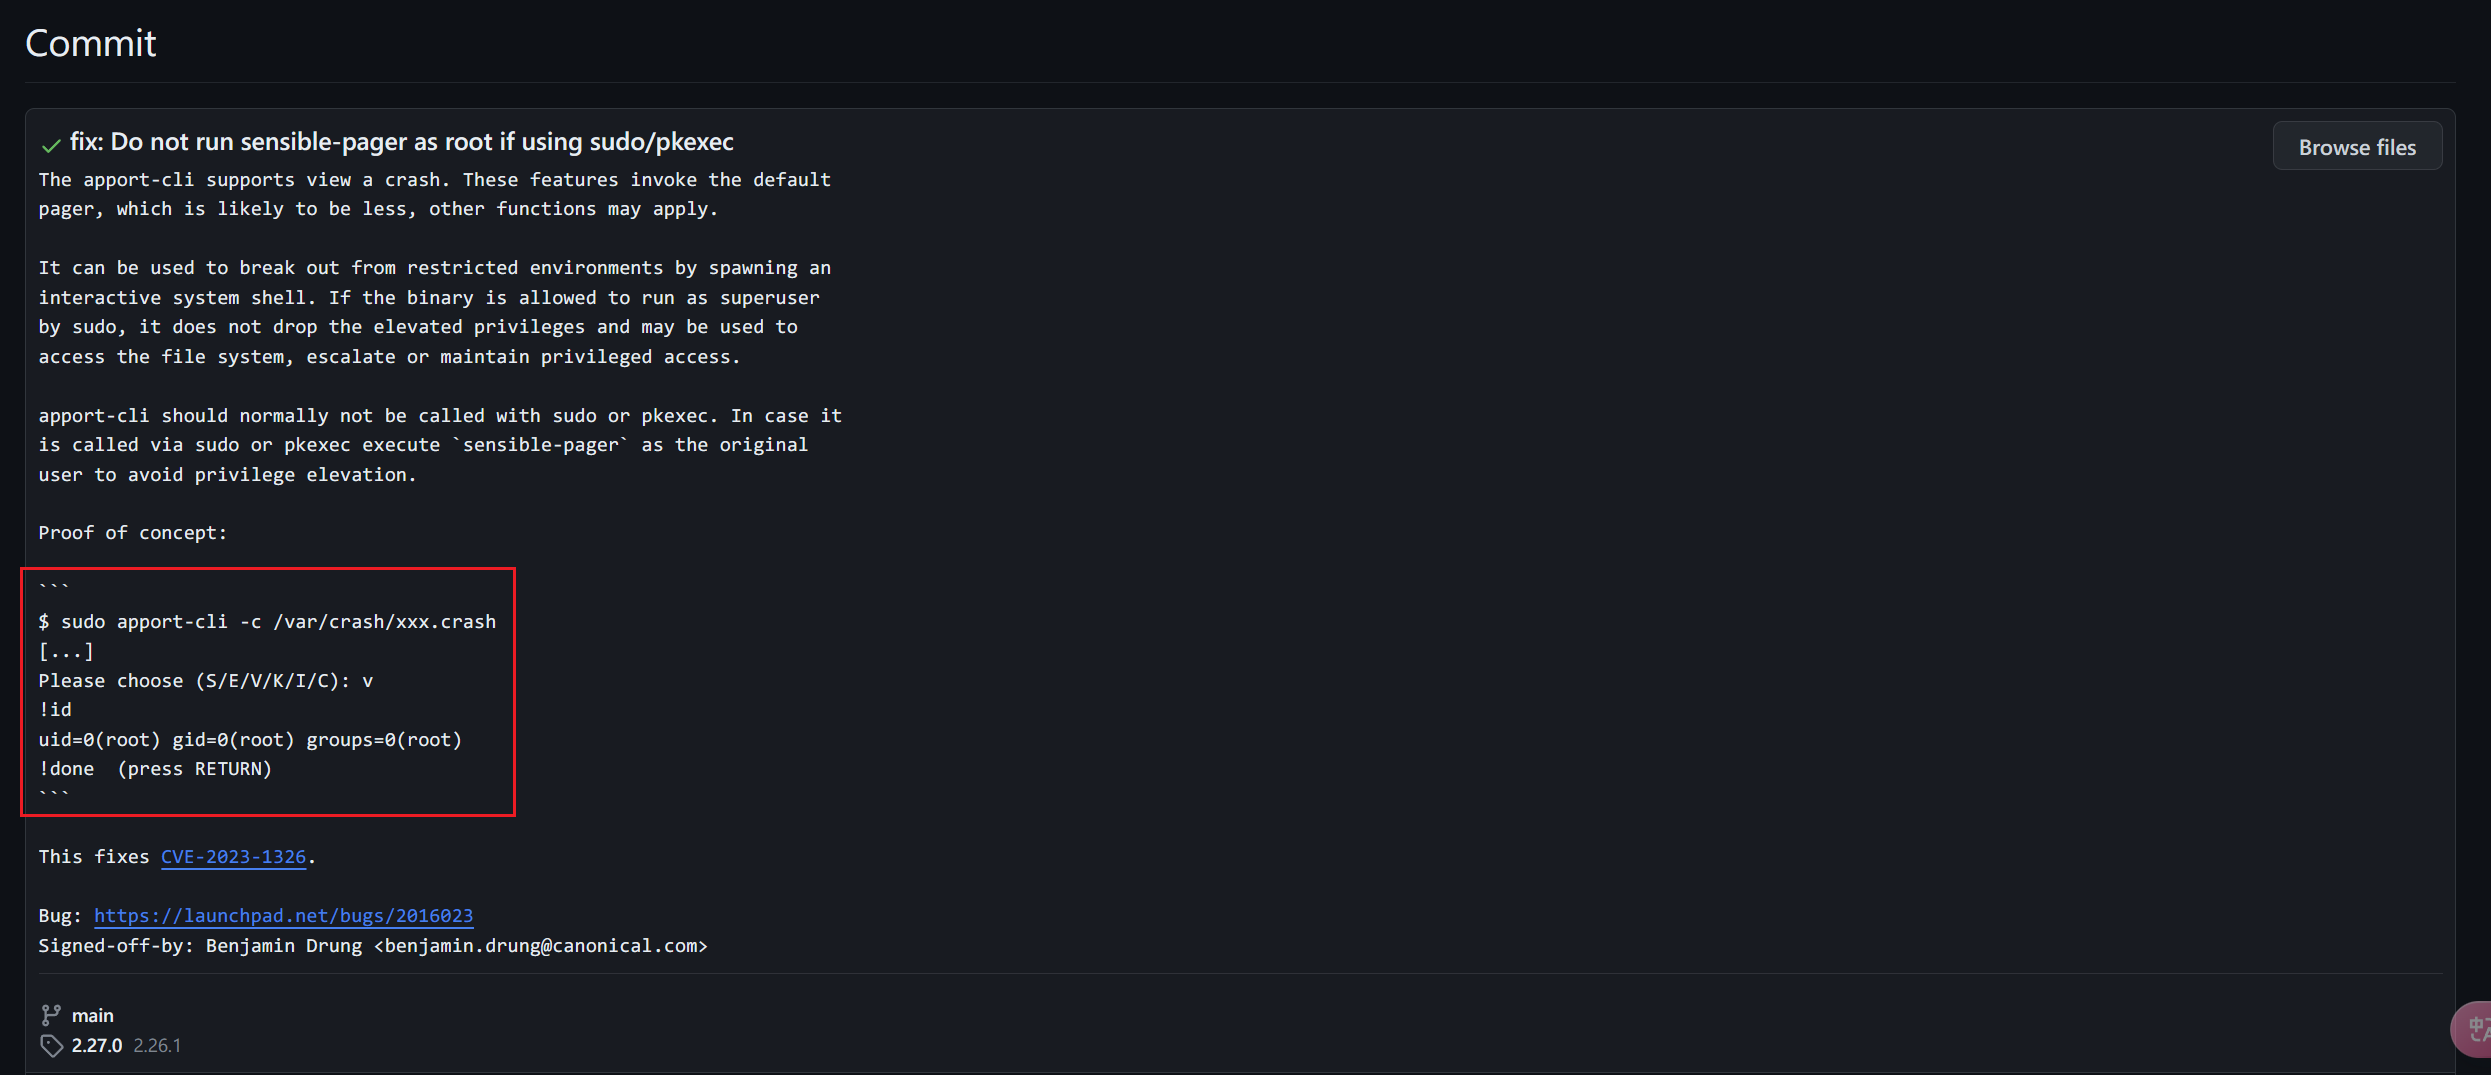 Commit
fix: Do not run sensible-pager as root if using sudo/pkexec
Browse files
The apport-cli supports view a crash. These features invoke the default
pager, which is likely to be less, other functions may apply.
It can be used to break out from restricted environments by spawning an
interactive system shell. If the binary is allowed to run as superuser
by sudo, it does not drop the elevated privileges and may be used to
access the file system, escalate or maintain privileged access.
apport-cli should normally not be called with sudo or pkexec. In case it
is called via sudo or pkexec execute `sensible-pager` as the original
user to avoid privilege elevation.
Proof of concept:
```
$ sudo apport-cli -c /var/crash/xxx.crash
[...]
Please choose (S/E/V/K/I/C): v
!id
uid=0(root) gid=0(root) groups=0(root)
!done  (press RETURN)
```
This fixes CVE-2023-1326.
Bug: https://launchpad.net/bugs/2016023
Signed-off-by: Benjamin Drung <benjamin.drung@canonical.com>
main
2.27.0 2.26.1